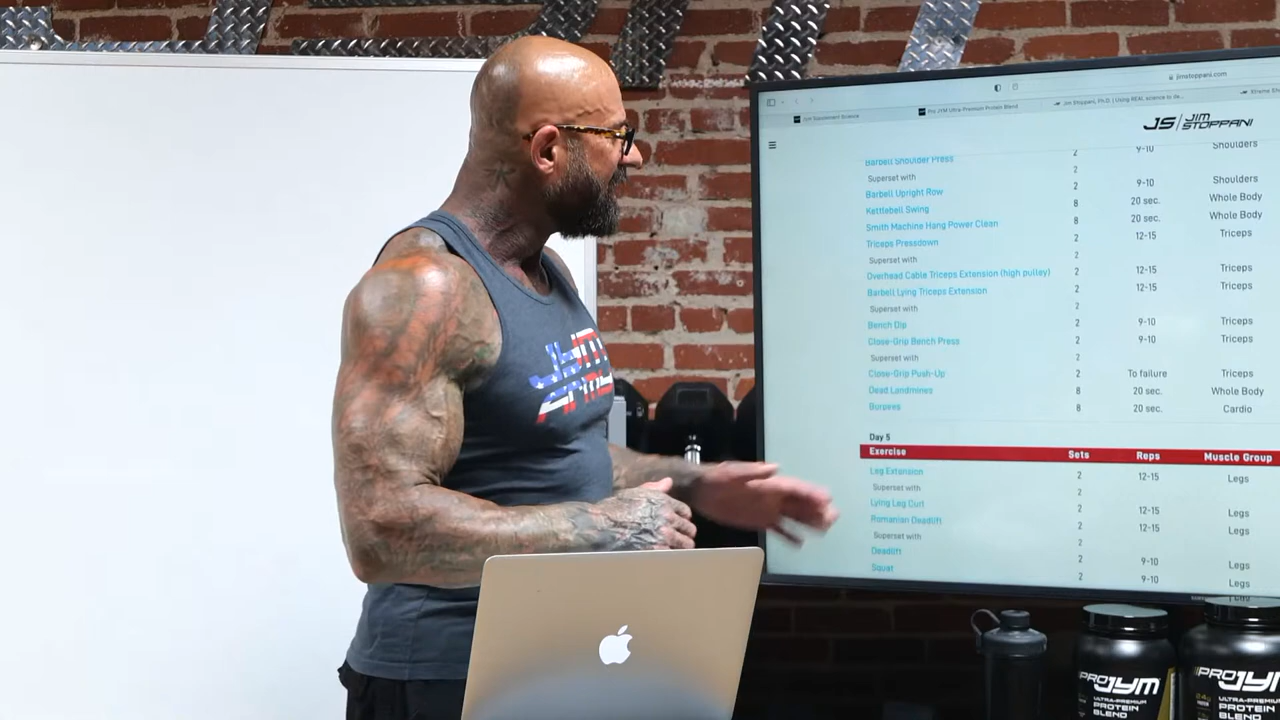 jimstoppani.com
Jym Supplement Science
Pro JYM Ultra-Premium Protein Blend
Jim Stoppani, Ph.D. | Using REAL science to de...
JS | JIM STOPPANI
Barbell Shoulder Press 2 9-10 Shoulders
Superset with 2
Barbell Upright Row 2 9-10 Shoulders
Kettlebell Swing 8 20 sec. Whole Body
Smith Machine Hang Power Clean 8 20 sec. Whole Body
Triceps Pressdown 2 12-15 Triceps
Superset with 2
Overhead Cable Triceps Extension (high pulley) 2 12-15 Triceps
Barbell Lying Triceps Extension 2 12-15 Triceps
Superset with 2
Bench Dip 2 9-10 Triceps
Close-Grip Bench Press 2 9-10 Triceps
Superset with 2
Close-Grip Push-Up 2 To failure Triceps
Dead Landmines 8 20 sec. Whole Body
Burpees 8 20 sec. Cardio
Day 5
Exercise Sets Reps Muscle Group
Leg Extension 2 12-15 Legs
Superset with 2
Lying Leg Curl 2 12-15 Legs
Romanian Deadlift 2 12-15 Legs
Superset with 2
Deadlift 2 9-10 Legs
Squat 2 9-10 Legs
JYM
ARMY
PRO JYM
ULTRA-PREMIUM
PROTEIN
BLEND
PRO JYM
ULTRA-PREMIUM
PROTEIN
BLEND